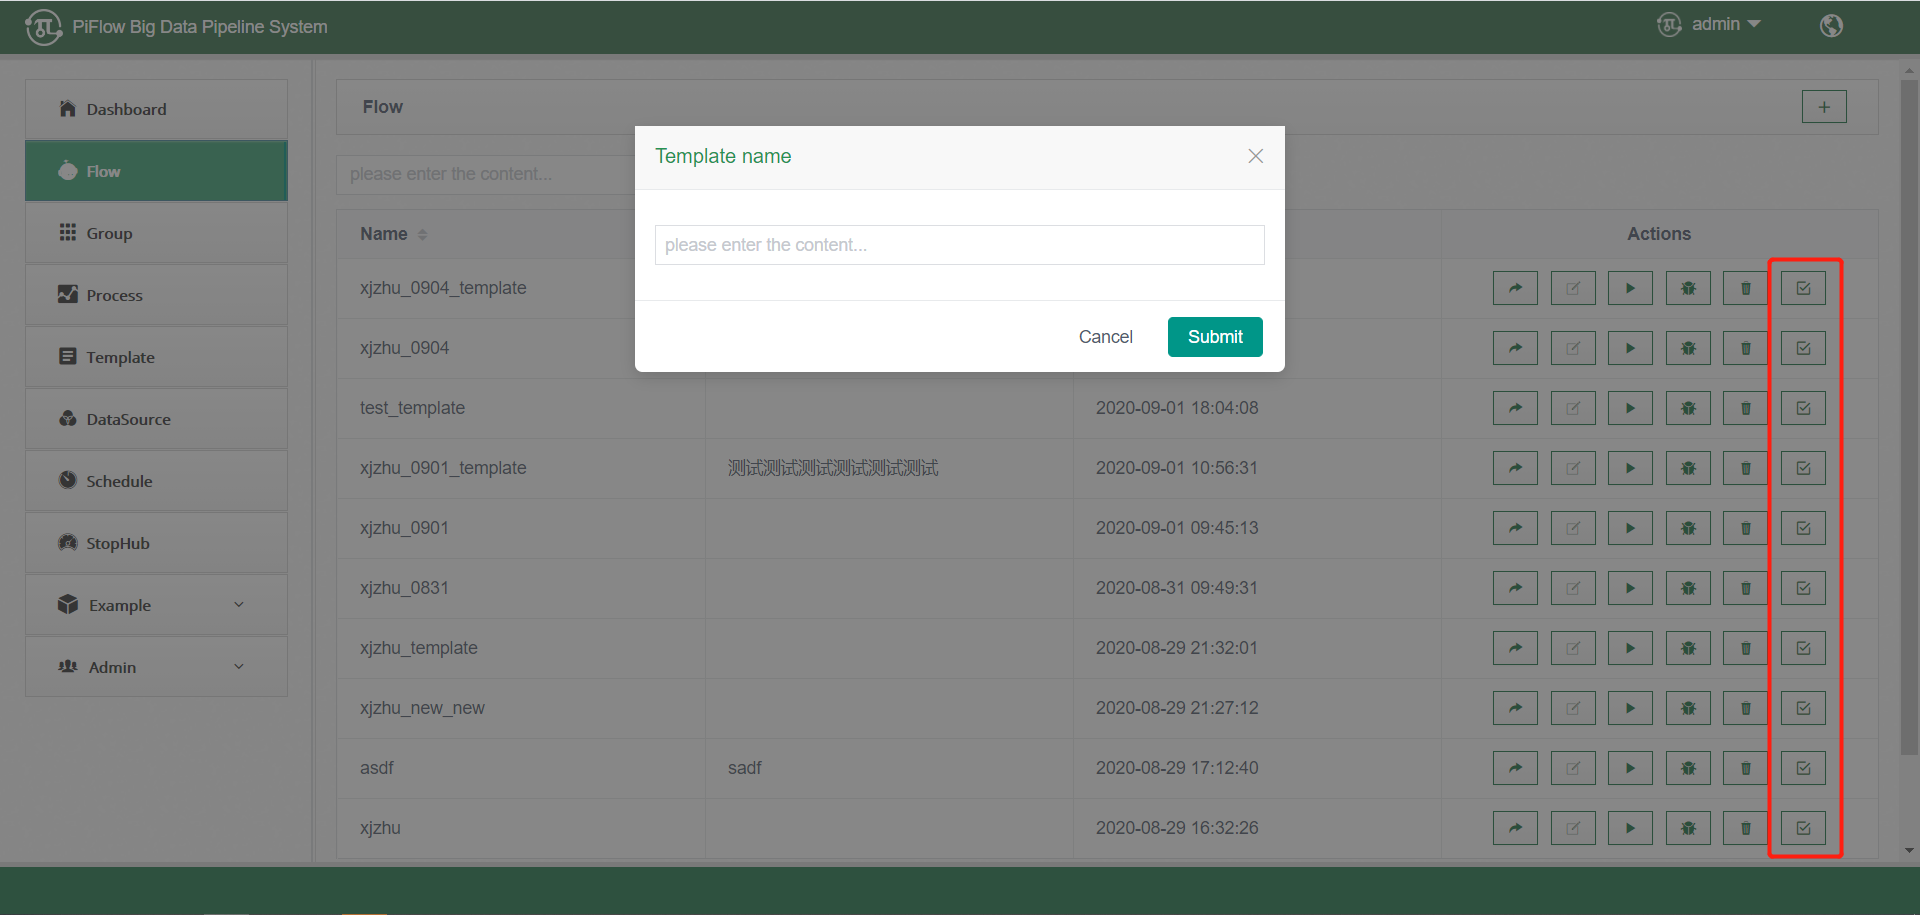 PiFlow Big Data Pipeline System
admin
Dashboard
Flow
Group
Process
Template
DataSource
Schedule
StopHub
Example
Admin
Flow
+
please enter the content...
Template name
please enter the content...
Cancel
Submit
Name
Actions
xjzhu_0904_template
xjzhu_0904
test_template 2020-09-01 18:04:08
xjzhu_0901_template 测试测试测试测试测试测试 2020-09-01 10:56:31
xjzhu_0901 2020-09-01 09:45:13
xjzhu_0831 2020-08-31 09:49:31
xjzhu_template 2020-08-29 21:32:01
xjzhu_new_new 2020-08-29 21:27:12
asdf sadf 2020-08-29 17:12:40
xjzhu 2020-08-29 16:32:26